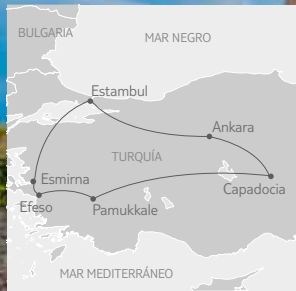 BULGARIA
MAR NEGRO
Estambul
Ankara
TURQUÍA
Esmirna
Capadocia
Efeso
Pamukkale
MAR MEDITERRÁNEO